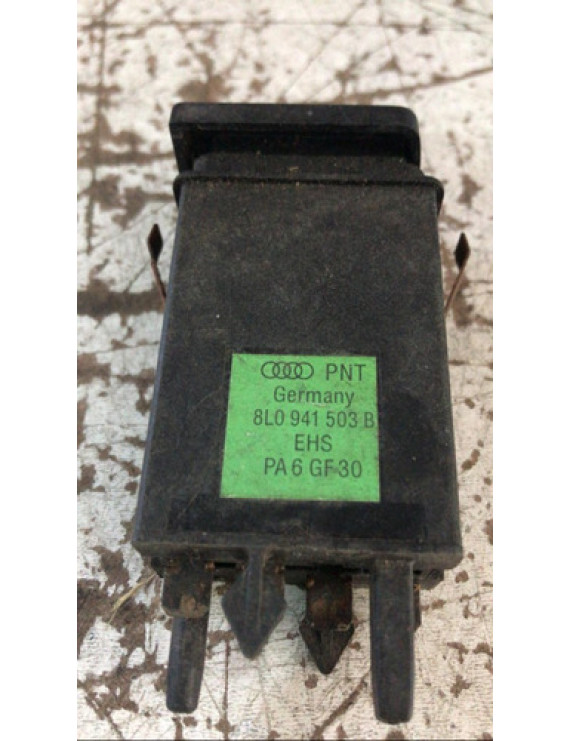 PNT
Germany
8L0 941 503 B
EHS
PA 6 GF 30